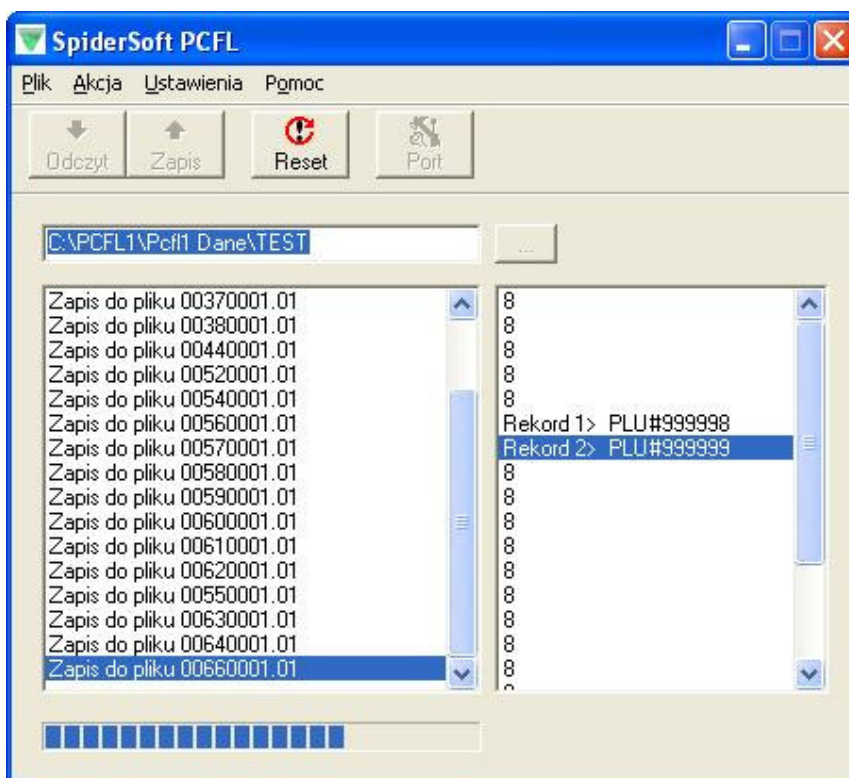 SpiderSoft PCFL
Plik Akcja Ustawienia Pomoc
Odczyt Zapis Reset Port
C:\PCFL1\Pcfl1 Dane\TEST ...
Zapis do pliku 00370001.01
Zapis do pliku 00380001.01
Zapis do pliku 00440001.01
Zapis do pliku 00520001.01
Zapis do pliku 00540001.01
Zapis do pliku 00560001.01
Zapis do pliku 00570001.01
Zapis do pliku 00580001.01
Zapis do pliku 00590001.01
Zapis do pliku 00600001.01
Zapis do pliku 00610001.01
Zapis do pliku 00620001.01
Zapis do pliku 00550001.01
Zapis do pliku 00630001.01
Zapis do pliku 00640001.01
Zapis do pliku 00660001.01
8
8
8
8
8
Rekord 1> PLU#999998
Rekord 2> PLU#999999
8
8
8
8
8
8
8
8
8